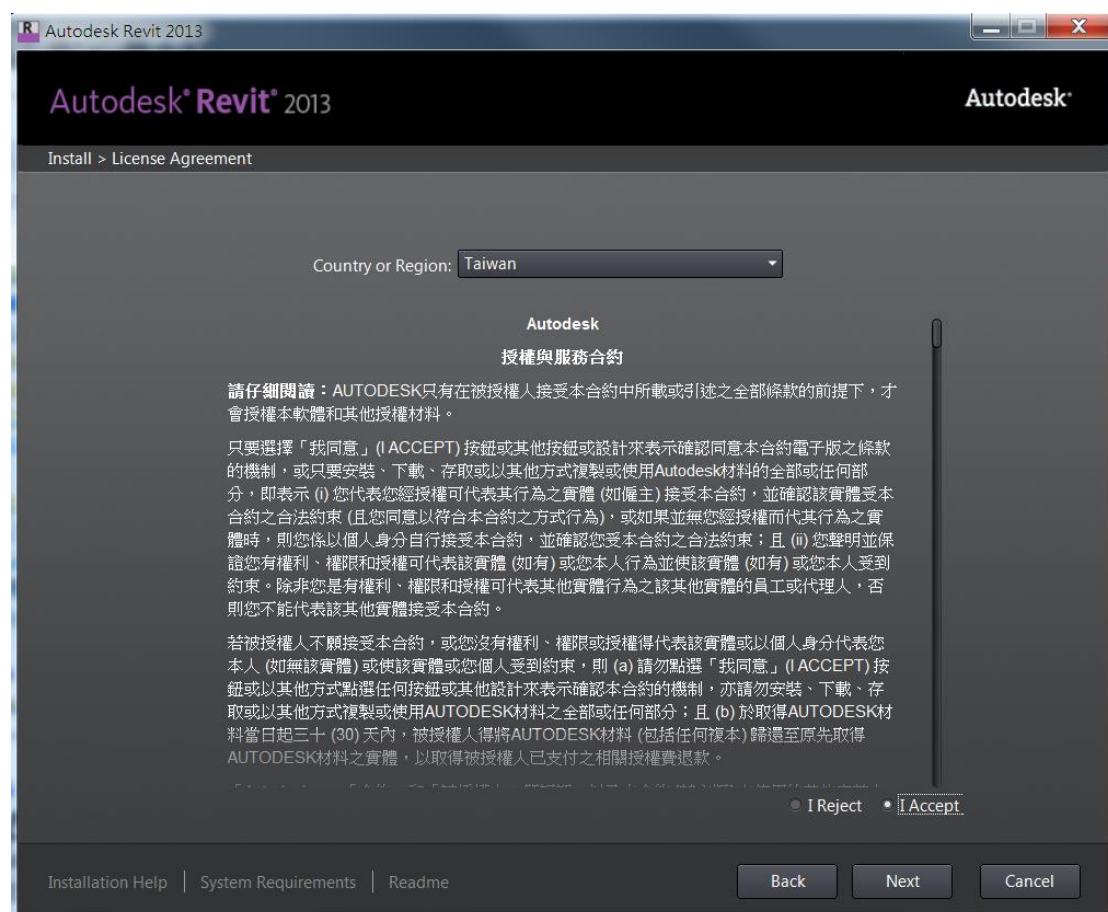 Autodesk Revit 2013
Autodesk® Revit® 2013
Autodesk®
Install > License Agreement
Country or Region: Taiwan
Autodesk
授權與服務合約
請仔細閱讀：AUTODESK只有在被授權人接受本合約中所載或引述之全部條款的前提下，才
會授權本軟體和其他授權材料。
只要選擇「我同意」(I ACCEPT) 按鈕或其他按鈕或設計來表示確認同意本合約電子版之條款
的機制，或只要安裝、下載、存取或以其他方式複製或使用Autodesk材料的全部或任何部
分，即表示 (i) 您代表您經授權可代表其行為之實體 (如僱主) 接受本合約，並確認該實體受本
合約之合法約束 (且您同意以符合本合約之方式行為)，或如果並無您經授權而代其行為之實
體時，則您係以個人身分自行接受本合約，並確認您受本合約之合法約束；且 (ii) 您聲明並保
證您有權利、權限和授權可代表該實體 (如有) 或您本人行為並使該實體 (如有) 或您本人受到
約束。除非您是有權利、權限和授權可代表其他實體行為之該其他實體的員工或代理人，否
則您不能代表該其他實體接受本合約。
若被授權人不願接受本合約，或您沒有權利、權限或授權得代表該實體或以個人身分代表您
本人 (如無該實體) 或使該實體或您個人受到約束，則 (a) 請勿點選「我同意」(I ACCEPT) 按
鈕或以其他方式點選任何按鈕或其他設計來表示確認本合約的機制，亦請勿安裝、下載、存
取或以其他方式複製或使用AUTODESK材料之全部或任何部分；且 (b) 於取得AUTODESK材
料當日起三十 (30) 天內，被授權人得將AUTODESK材料 (包括任何複本) 歸還至原先取得
AUTODESK材料之實體，以取得被授權人已支付之相關授權費退款。
I Reject I Accept
Installation Help | System Requirements | Readme
Back Next Cancel